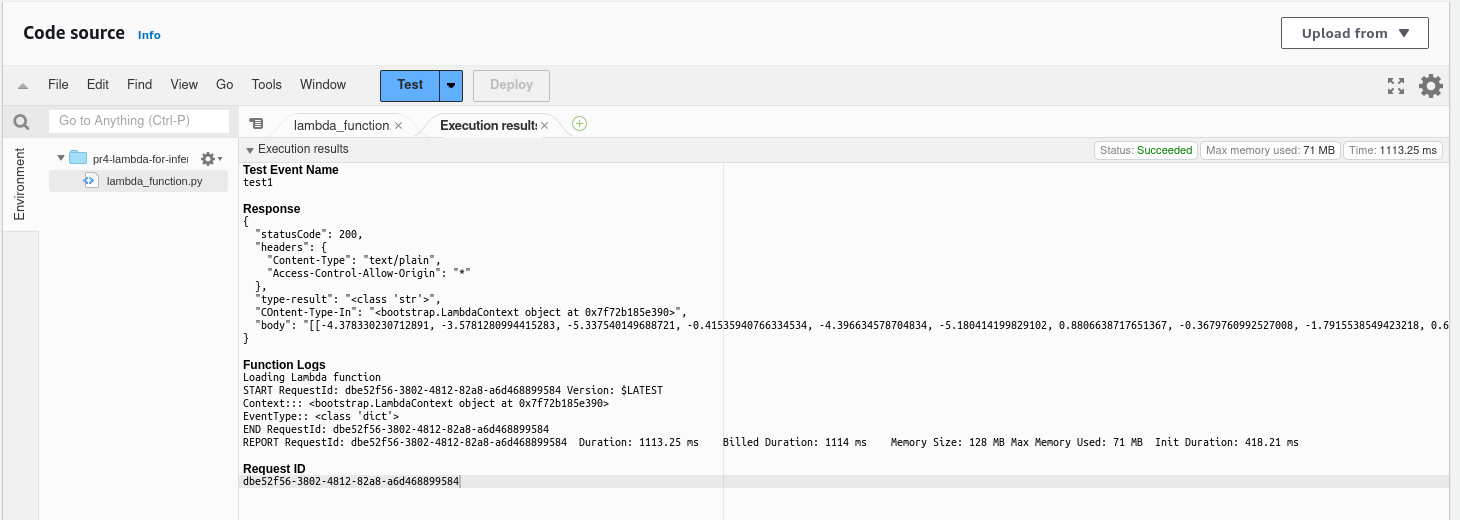 Code source Info
Upload from
File Edit Find View Go Tools Window Test Deploy
Go to Anything (Ctrl-P)
lambda_function. Execution results
Environment
pr4-lambda-for-infer
lambda_function.py
Execution results
Status: Succeeded Max memory used: 71 MB Time: 1113.25 ms
Test Event Name
test1
Response
{
"statusCode": 200,
"headers": {
"Content-Type": "text/plain",
"Access-Control-Allow-Origin": "*"
},
"type-result": "<class 'str'>",
"COntent-Type-In": "<bootstrap.LambdaContext object at 0x7f72b185e390>",
"body": "[[-4.378330230712891, -3.5781280994415283, -5.337540149688721, -0.41535940766334534, -4.396634578704834, -5.180414199829102, 0.8806638717651367, -0.3679760992527008, -1.7915538549423218, 0.6
}
Function Logs
Loading Lambda function
START RequestId: dbe52f56-3802-4812-82a8-a6d468899584 Version: $LATEST
Context::: <bootstrap.LambdaContext object at 0x7f72b185e390>
EventType:: <class 'dict'>
END RequestId: dbe52f56-3802-4812-82a8-a6d468899584
REPORT RequestId: dbe52f56-3802-4812-82a8-a6d468899584 Duration: 1113.25 ms Billed Duration: 1114 ms Memory Size: 128 MB Max Memory Used: 71 MB Init Duration: 418.21 ms
Request ID
dbe52f56-3802-4812-82a8-a6d468899584